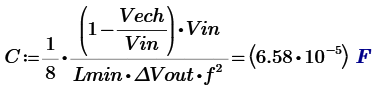 C := 1/8 • ((1 − Vech/Vin) • Vin)/(Lmin • ΔVout • f²) = (6.58 • 10⁻⁵) F